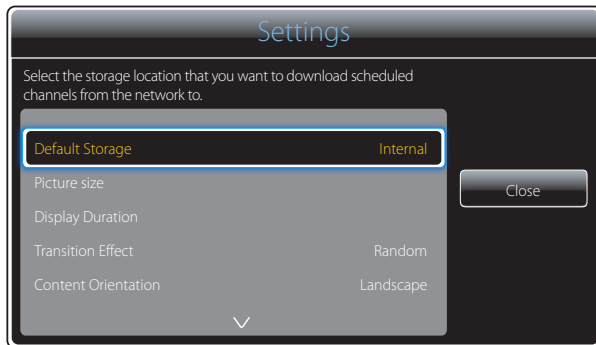 Settings
Select the storage location that you want to download scheduled
channels from the network to.
Default Storage Internal
Picture size
Close
Display Duration
Transition Effect Random
Content Orientation Landscape